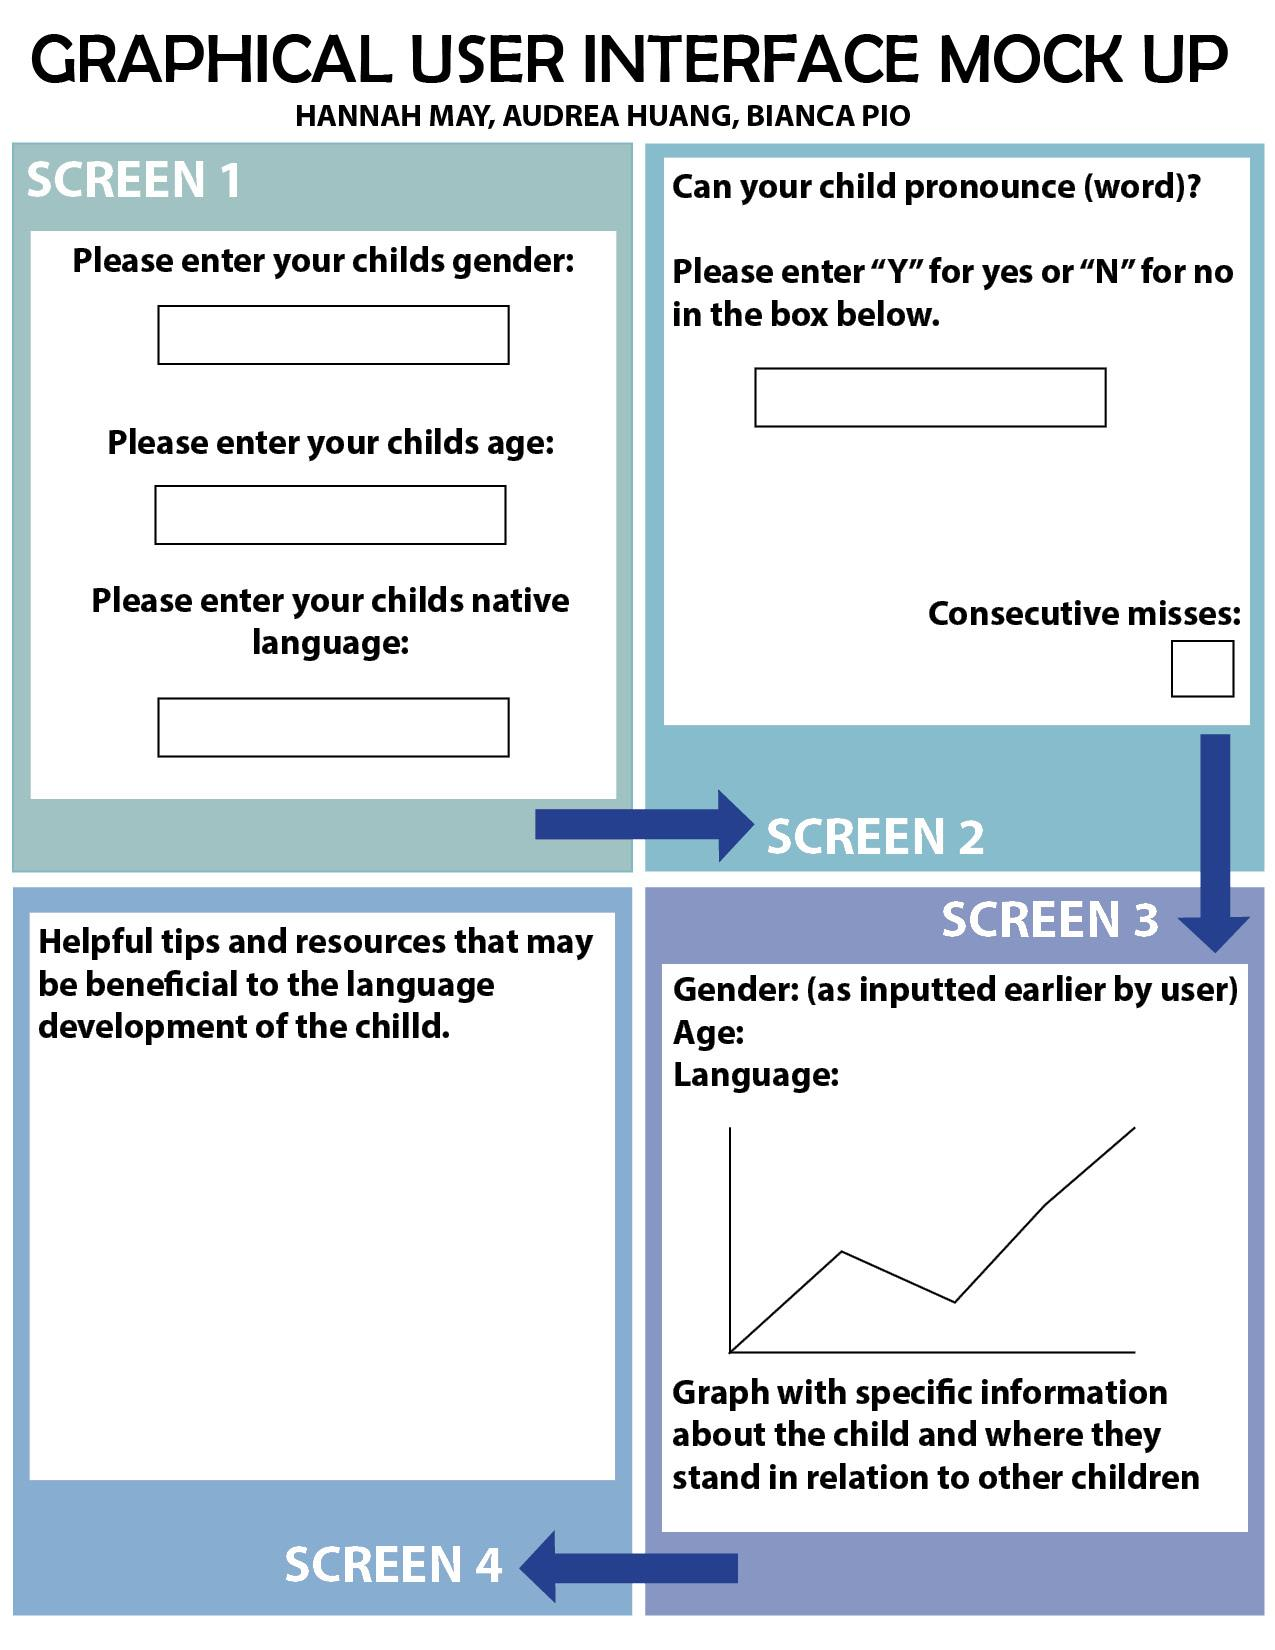 GRAPHICAL USER INTERFACE MOCK UP
HANNAH MAY, AUDREA HUANG, BIANCA PIO
SCREEN 1
Please enter your childs gender:
Please enter your childs age:
Please enter your childs native
language:
Can your child pronounce (word)?
Please enter “Y” for yes or “N” for no
in the box below.
Consecutive misses:
SCREEN 2
SCREEN 3
Gender: (as inputted earlier by user)
Age:
Language:
Graph with specific information
about the child and where they
stand in relation to other children
Helpful tips and resources that may
be beneficial to the language
development of the chilld.
SCREEN 4